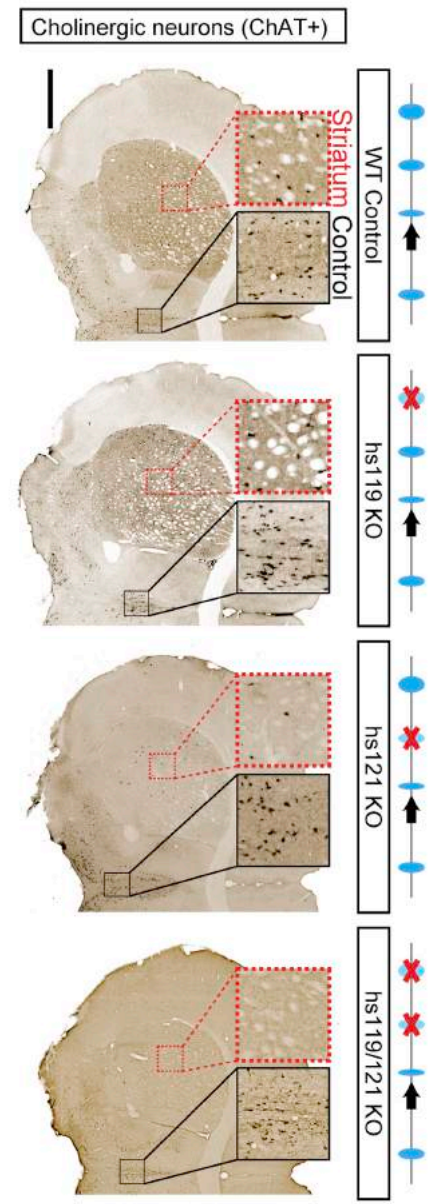 Cholinergic neurons (ChAT+)
WT Control
Striatum
Control
hs119 KO
hs121 KO
hs119/121 KO